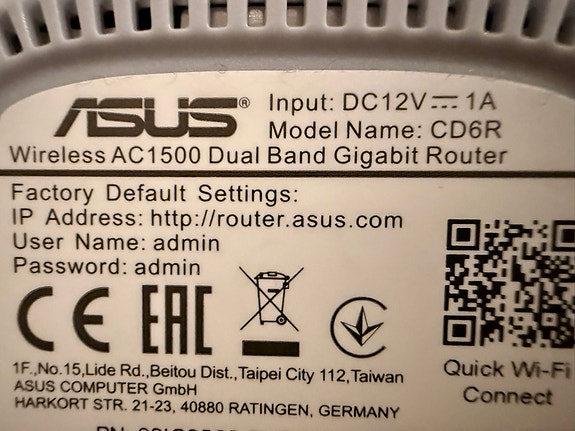 ASUS® Input: DC12V⎓1A
Model Name: CD6R
Wireless AC1500 Dual Band Gigabit Router
Factory Default Settings:
IP Address: http://router.asus.com
User Name: admin
Password: admin
CE EAC
Quick Wi-Fi
Connect
1F.,No.15,Lide Rd.,Beitou Dist.,Taipei City 112,Taiwan
ASUS COMPUTER GmbH
HARKORT STR. 21-23, 40880 RATINGEN, GERMANY